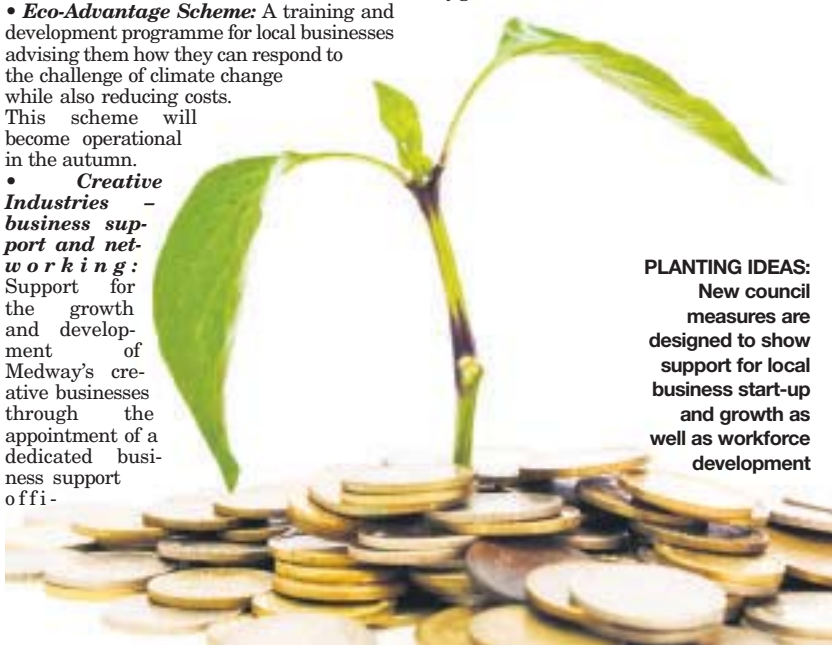 • Eco-Advantage Scheme: A training and
development programme for local businesses
advising them how they can respond to
the challenge of climate change
while also reducing costs.
This scheme will
become operational
in the autumn.
• Creative
Industries –
business sup-
port and net-
working:
Support for
the growth
and develop-
ment of
Medway's cre-
ative businesses
through the
appointment of a
dedicated busi-
ness support
offi-
PLANTING IDEAS:
New council
measures are
designed to show
support for local
business start-up
and growth as
well as workforce
development